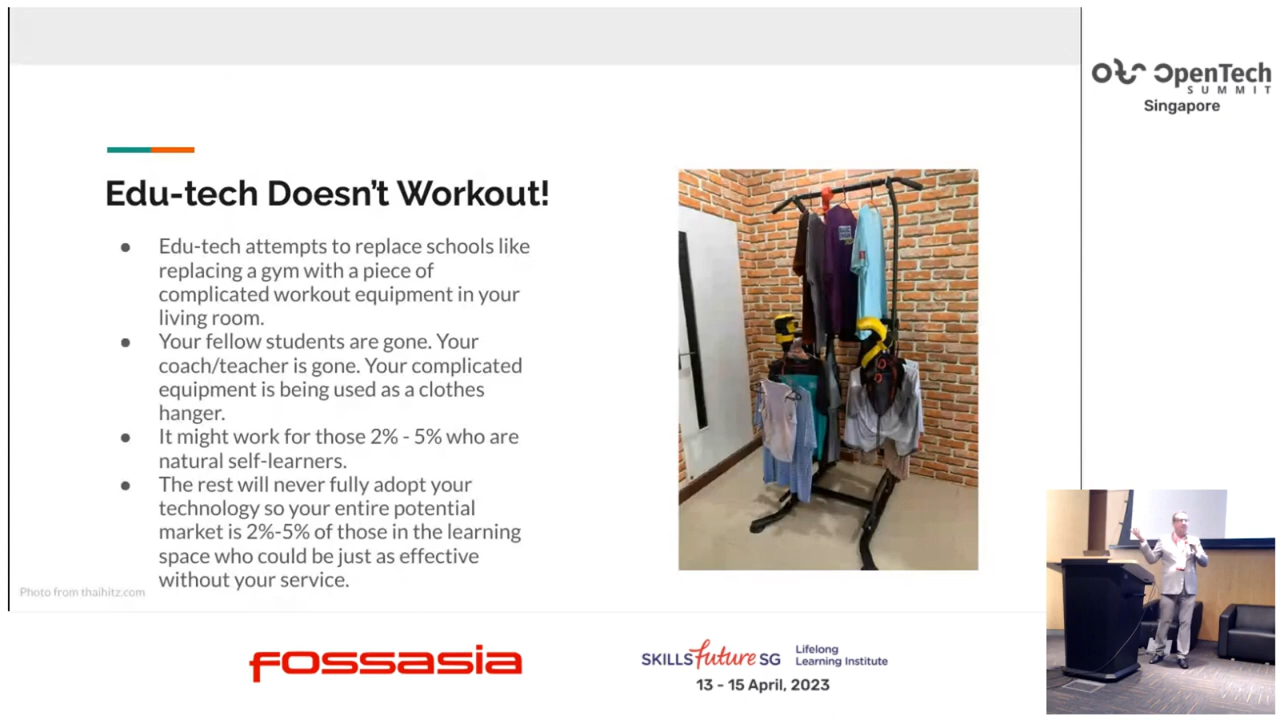 Edu-tech Doesn't Workout!
● Edu-tech attempts to replace schools like
replacing a gym with a piece of
complicated workout equipment in your
living room.
● Your fellow students are gone. Your
coach/teacher is gone. Your complicated
equipment is being used as a clothes
hanger.
● It might work for those 2% - 5% who are
natural self-learners.
● The rest will never fully adopt your
technology so your entire potential
market is 2%-5% of those in the learning
space who could be just as effective
without your service.
Photo from thaihitz.com
OpenTech
SUMMIT
Singapore
FOSSASIA
SKILLS future SG
Lifelong
Learning Institute
13 - 15 April, 2023